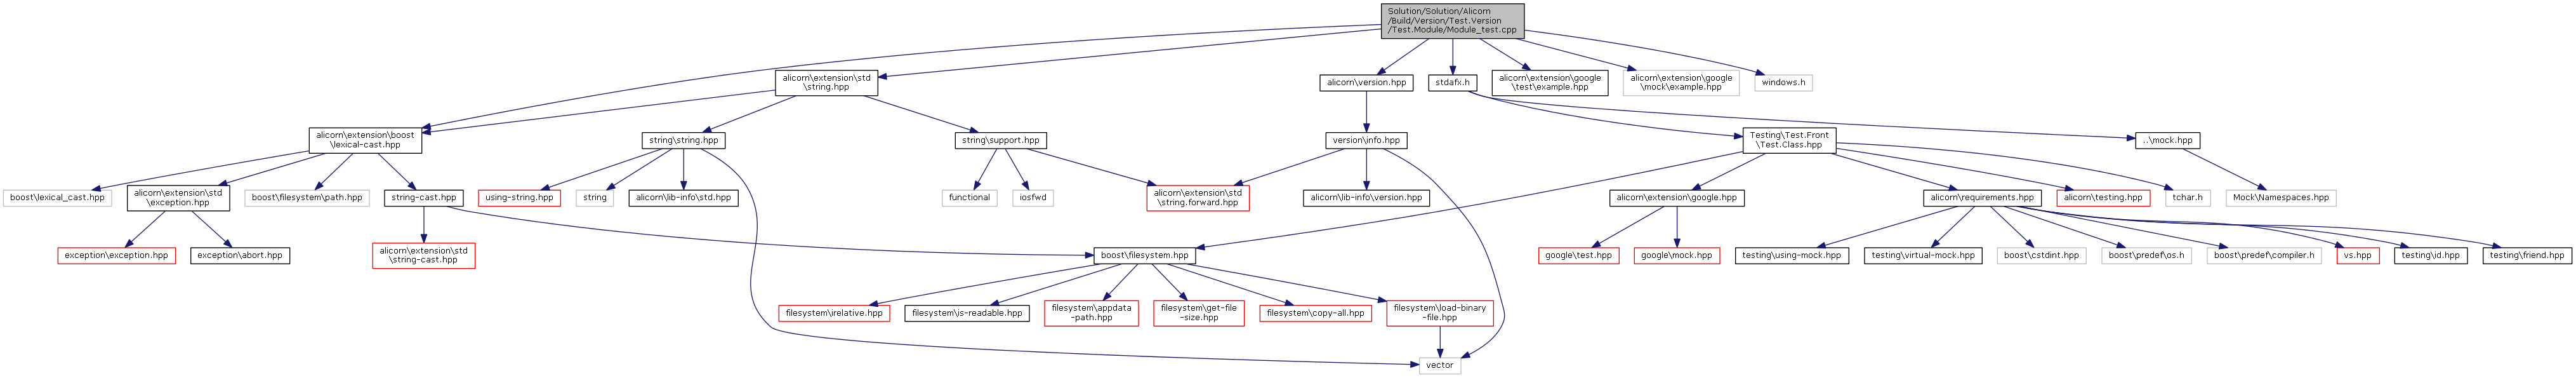 Solution/Solution/Alicorn
/Build/Version/Test.Version
/Test.Module/Module_test.cpp
alicorn\extension\std
\string.hpp
alicorn\version.hpp
stdafx.h
alicorn\extension\google
\test\example.hpp
alicorn\extension\google
\mock\example.hpp
windows.h
alicorn\extension\boost
\lexical-cast.hpp
string\string.hpp
string\support.hpp
version\info.hpp
Testing\Test.Front
\Test.Class.hpp
..\mock.hpp
boost\lexical_cast.hpp
alicorn\extension\std
\exception.hpp
boost\filesystem\path.hpp
string-cast.hpp
using-string.hpp
string
alicorn\lib-info\std.hpp
functional
iosfwd
alicorn\extension\std
\string.forward.hpp
alicorn\lib-info\version.hpp
alicorn\extension\google.hpp
alicorn\requirements.hpp
alicorn\testing.hpp
tchar.h
Mock\Namespaces.hpp
exception\exception.hpp
exception\abort.hpp
alicorn\extension\std
\string-cast.hpp
boost\filesystem.hpp
google\test.hpp
google\mock.hpp
testing\using-mock.hpp
testing\virtual-mock.hpp
boost\cstdint.hpp
boost\predef\os.h
boost\predef\compiler.h
vs.hpp
testing\id.hpp
testing\friend.hpp
filesystem\irelative.hpp
filesystem\is-readable.hpp
filesystem\appdata
-path.hpp
filesystem\get-file
-size.hpp
filesystem\copy-all.hpp
filesystem\load-binary
-file.hpp
vector